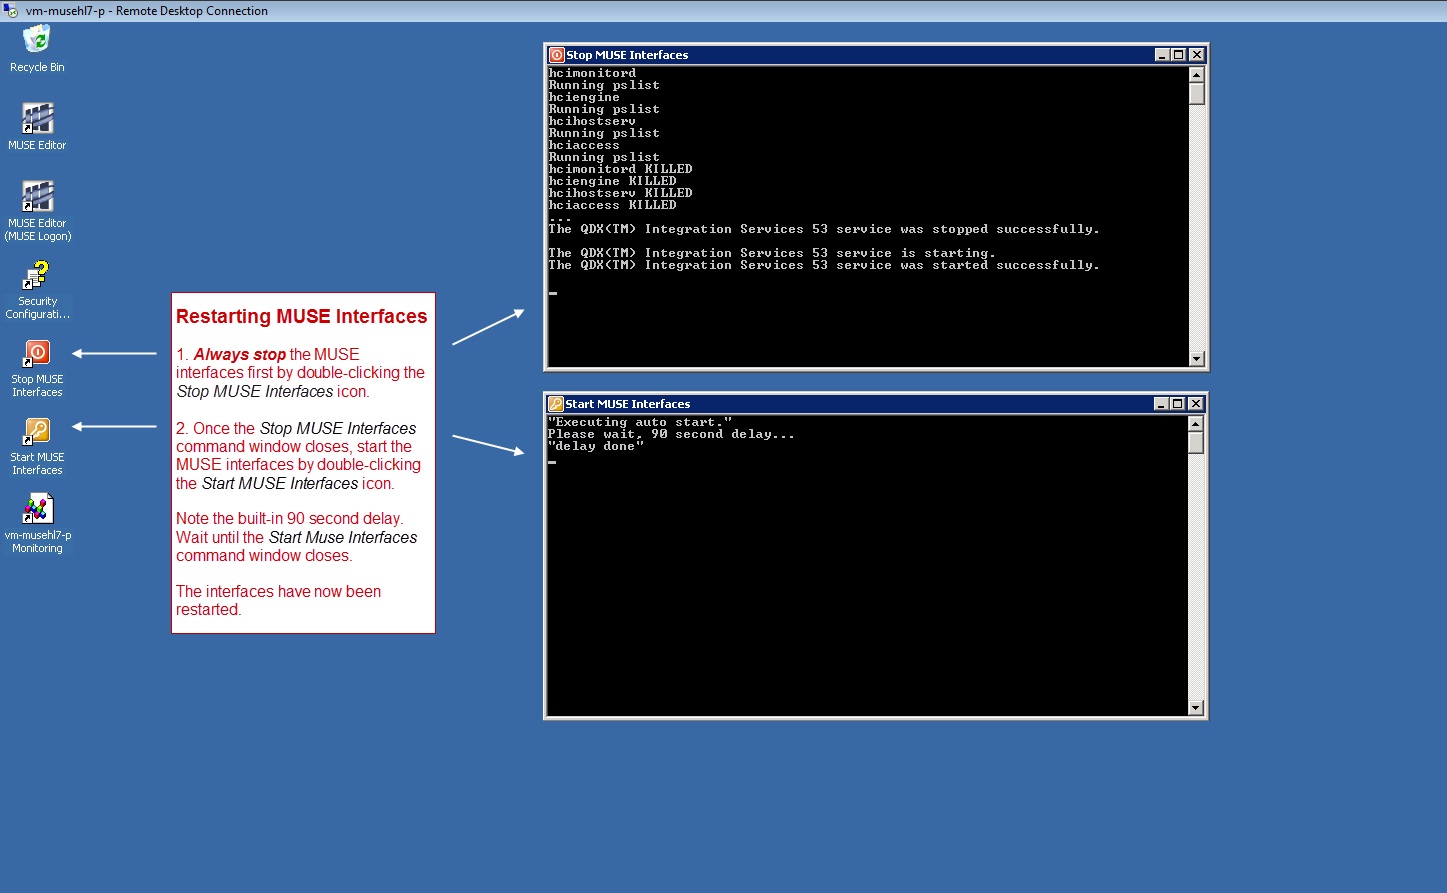 vm-musehl7-p - Remote Desktop Connection
Recycle Bin
MUSE Editor
MUSE Editor
(MUSE Logon)
Security
Configurati...
Stop MUSE
Interfaces
Start MUSE
Interfaces
vm-musehl7-p
Monitoring
Restarting MUSE Interfaces
1. Always stop the MUSE
interfaces first by double-clicking the
Stop MUSE Interfaces icon.
2. Once the Stop MUSE Interfaces
command window closes, start the
MUSE interfaces by double-clicking
the Start MUSE Interfaces icon.
Note the built-in 90 second delay.
Wait until the Start Muse Interfaces
command window closes.
The interfaces have now been
restarted.
Stop MUSE Interfaces
hcimonitord
Running pslist
hciengine
Running pslist
hcihostserv
Running pslist
hciaccess
Running pslist
hcimonitord KILLED
hciengine KILLED
hcihostserv KILLED
hciaccess KILLED
...
The QDX(TM) Integration Services 53 service was stopped successfully.
The QDX(TM) Integration Services 53 service is starting.
The QDX(TM) Integration Services 53 service was started successfully.
Start MUSE Interfaces
"Executing auto start."
Please wait, 90 second delay...
"delay done"